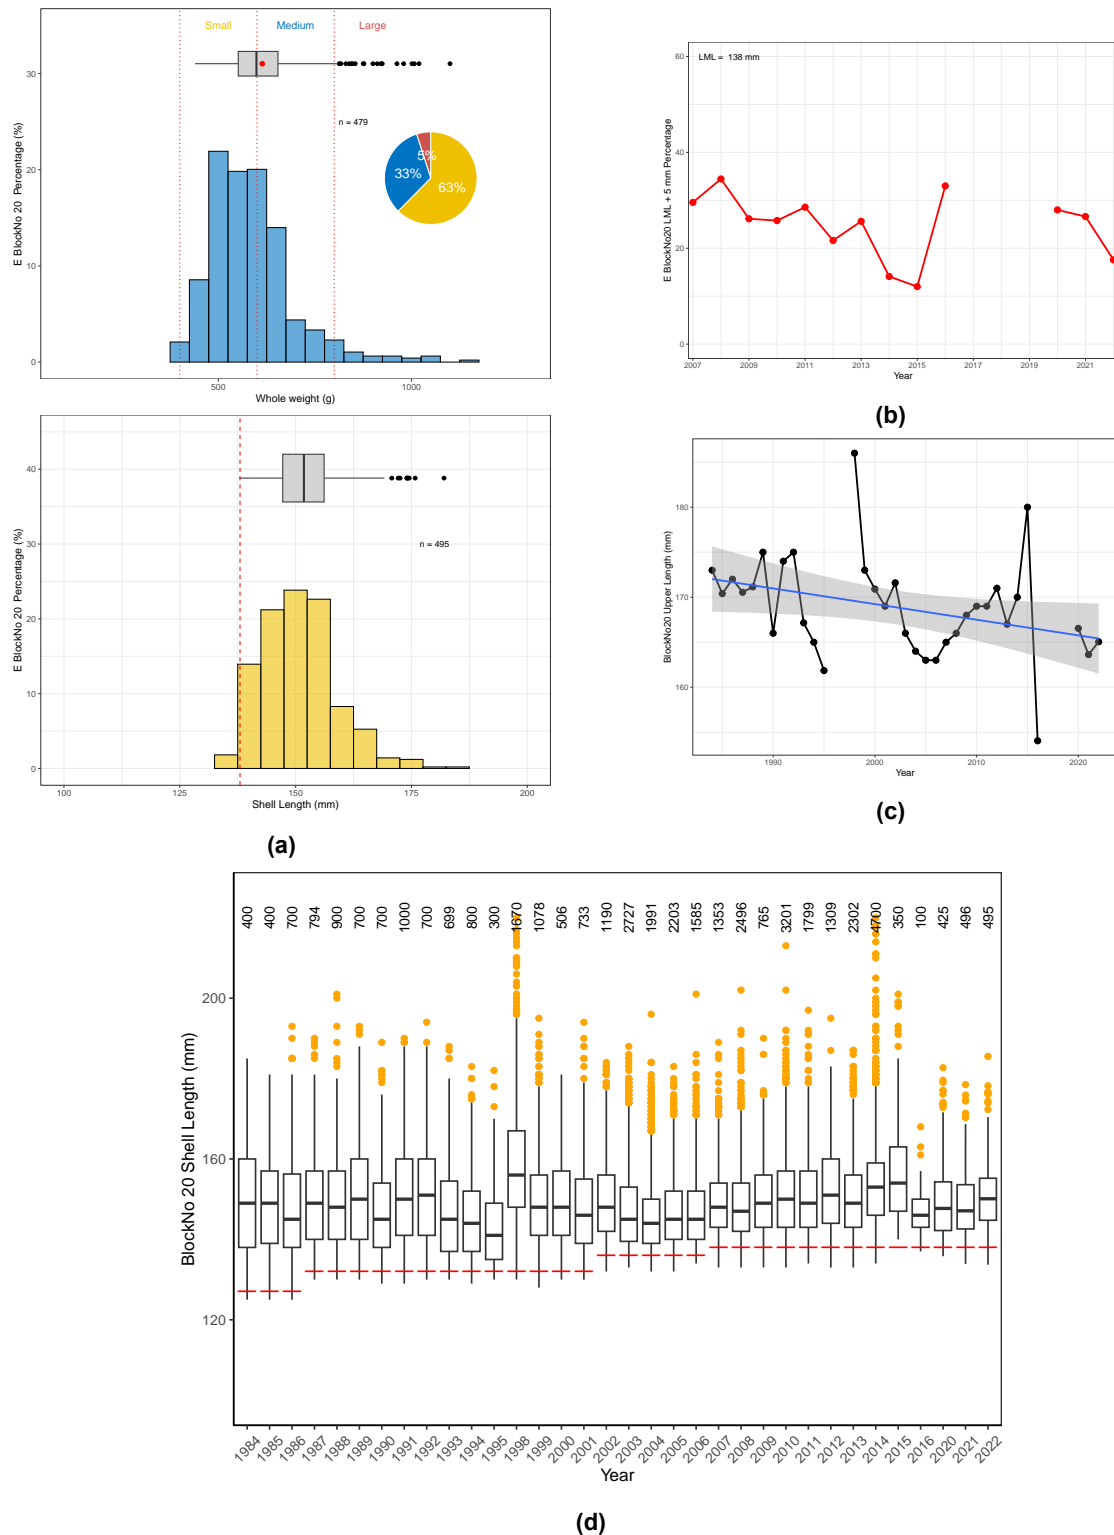 Small Medium Large
n = 479
5%
33%
63%
E BlockNo 20 Percentage (%)
30
20
10
0
500 1000
Whole weight (g)
n = 495
E BlockNo 20 Percentage (%)
40
30
20
10
0
100 125 150 175 200
Shell Length (mm)
(a)
LML = 138 mm
E BlockNo20 LML + 5 mm Percentage
60
40
20
0
2007 2009 2011 2013 2015 2017 2019 2021
Year
(b)
BlockNo20 Upper Length (mm)
180
170
160
1990 2000 2010 2020
Year
(c)
400 400 700 794 900 700 700 1000 700 699 800 300 1670 1078 506 733 1190 2727 1991 2203 1585 1353 2496 765 3201 1799 1309 2302 4700 350 100 425 496 495
BlockNo 20 Shell Length (mm)
200
160
120
1984 1985 1986 1987 1988 1989 1990 1991 1992 1993 1994 1995 1998 1999 2000 2001 2002 2003 2004 2005 2006 2007 2008 2009 2010 2011 2012 2013 2014 2015 2016 2020 2021 2022
Year
(d)